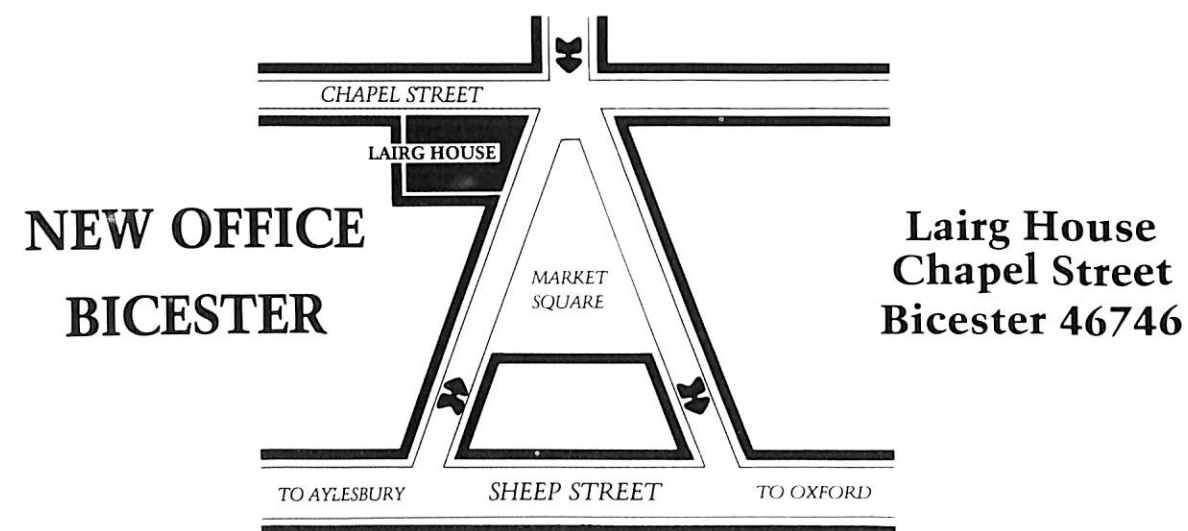 NEW OFFICE
BICESTER
CHAPEL STREET
LAIRG HOUSE
MARKET
SQUARE
TO AYLESBURY
SHEEP STREET
TO OXFORD
Lairg House
Chapel Street
Bicester 46746